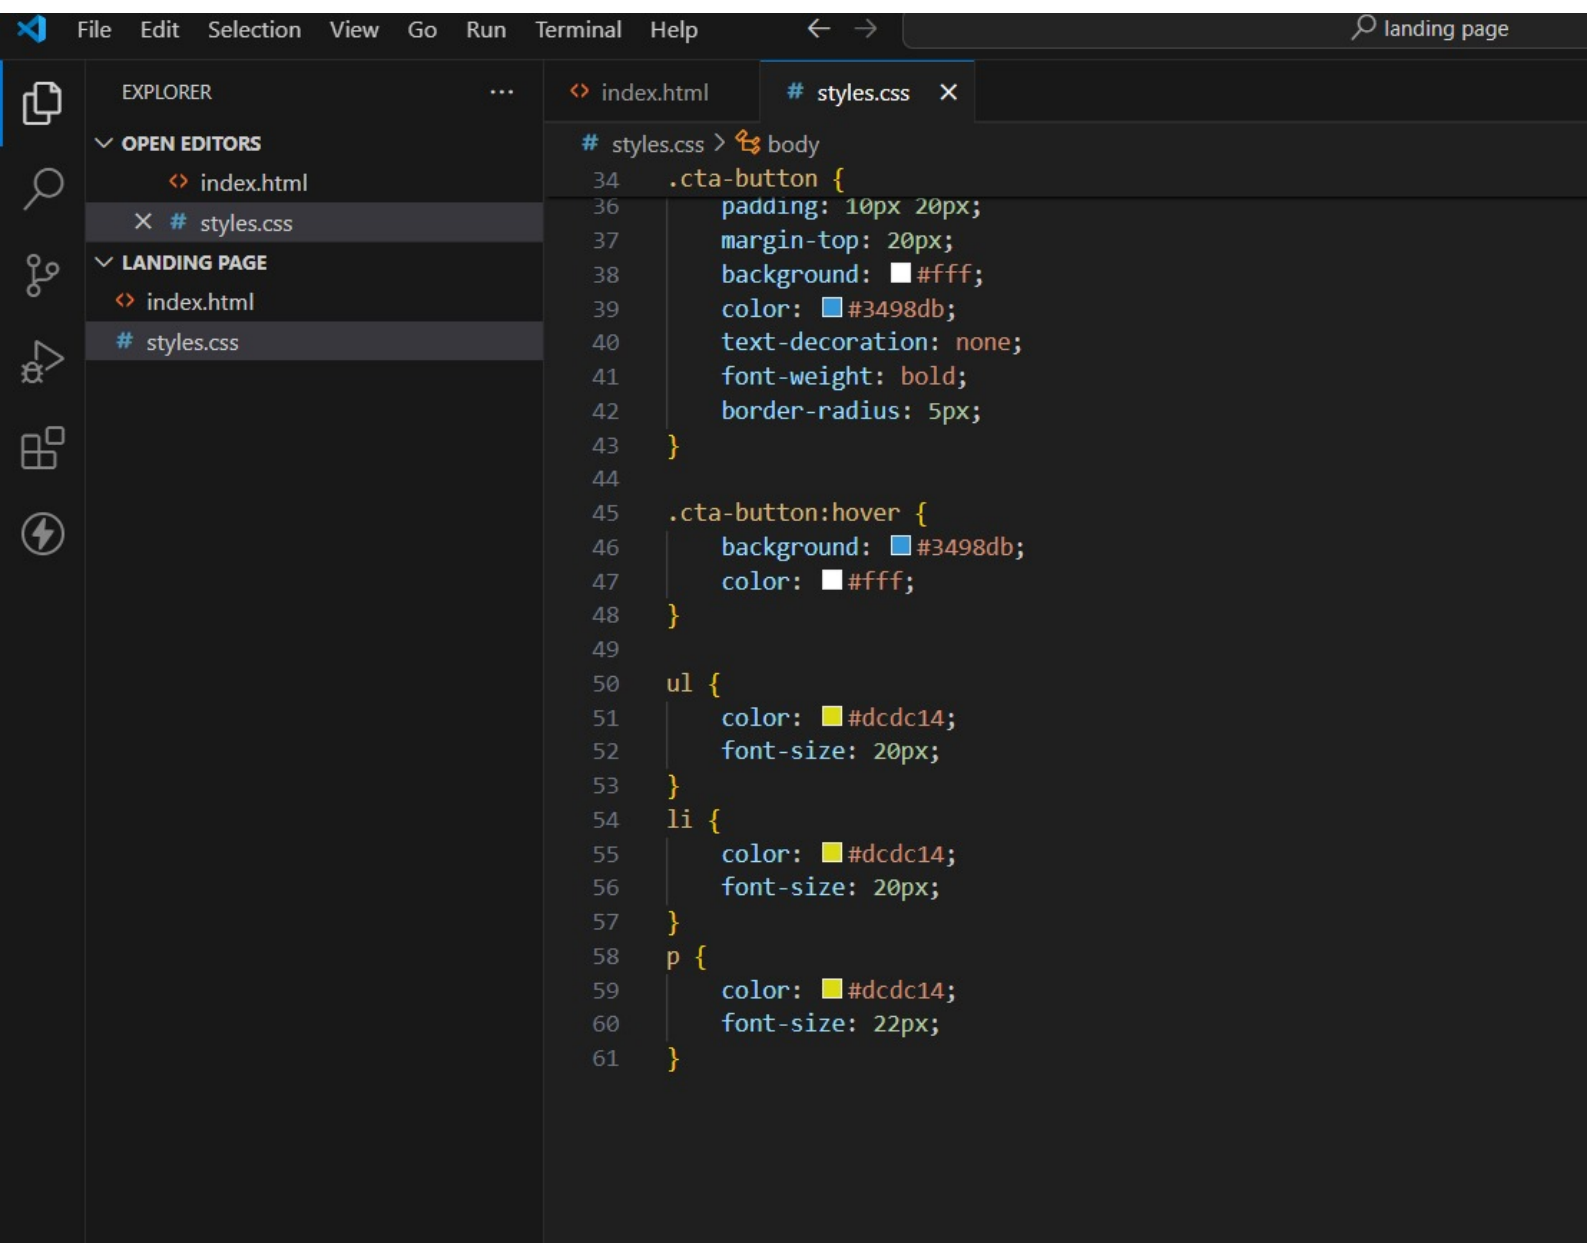 File Edit Selection View Go Run Terminal Help landing page
EXPLORER ...
OPEN EDITORS
index.html
styles.css
LANDING PAGE
index.html
# styles.css
index.html # styles.css
# styles.css > body
34 .cta-button {
36 padding: 10px 20px;
37 margin-top: 20px;
38 background: #fff;
39 color: #3498db;
40 text-decoration: none;
41 font-weight: bold;
42 border-radius: 5px;
43 }
44
45 .cta-button:hover {
46 background: #3498db;
47 color: #fff;
48 }
49
50 ul {
51 color: #dcdc14;
52 font-size: 20px;
53 }
54 li {
55 color: #dcdc14;
56 font-size: 20px;
57 }
58 p {
59 color: #dcdc14;
60 font-size: 22px;
61 }